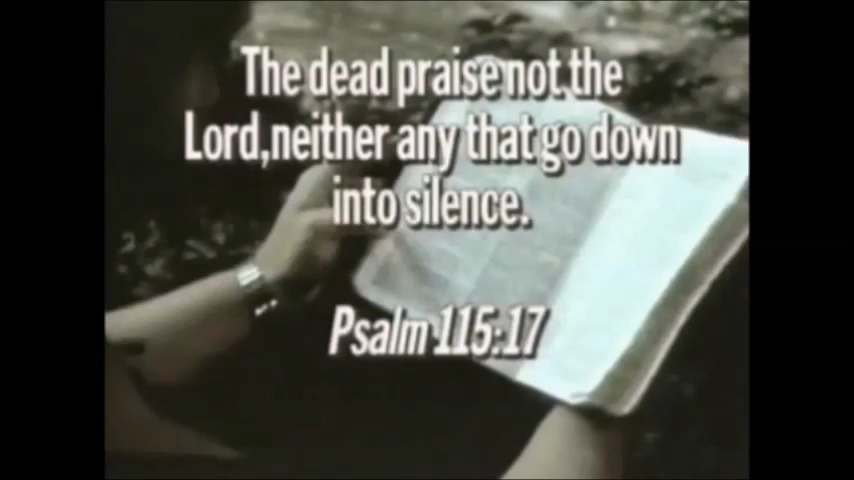 The dead praise not the
Lord,neither any that go down
into silence.
Psalm 115:17